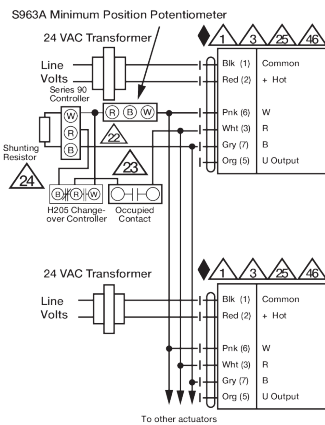 S963A Minimum Position Potentiometer
24 VAC Transformer
1 3 25 46
Line
Volts
Blk (1) Common
Red (2) + Hot
Series 90
Controller
W
R
B
R B W
Pnk (6) W
Wht (3) R
Gry (7) B
Org (5) U Output
Shunting
Resistor
22
23
24
B R W
H205 Change-
over Controller
Occupied
Contact
24 VAC Transformer
1 3 25 46
Line
Volts
Blk (1) Common
Red (2) + Hot
Pnk (6) W
Wht (3) R
Gry (7) B
Org (5) U Output
To other actuators